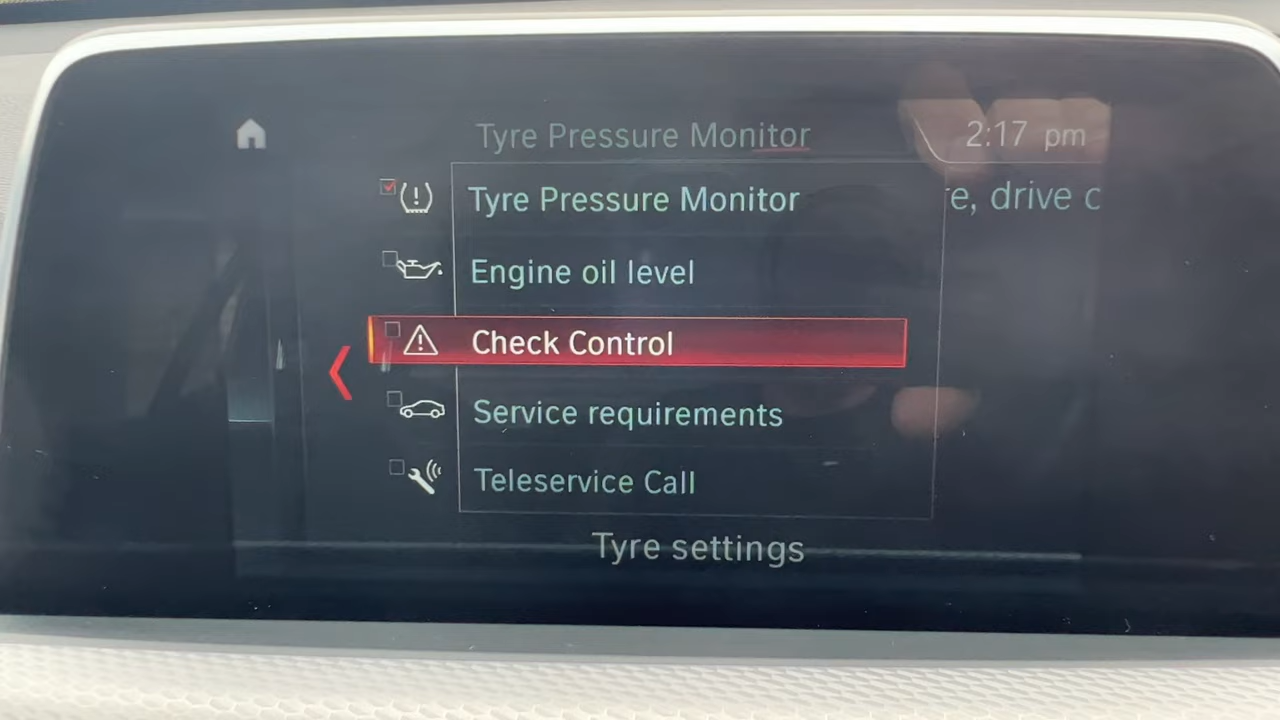 Tyre Pressure Monitor
2:17 pm
Tyre Pressure Monitor
e, drive
Engine oil level
Check Control
Service requirements
Teleservice Call
Tyre settings